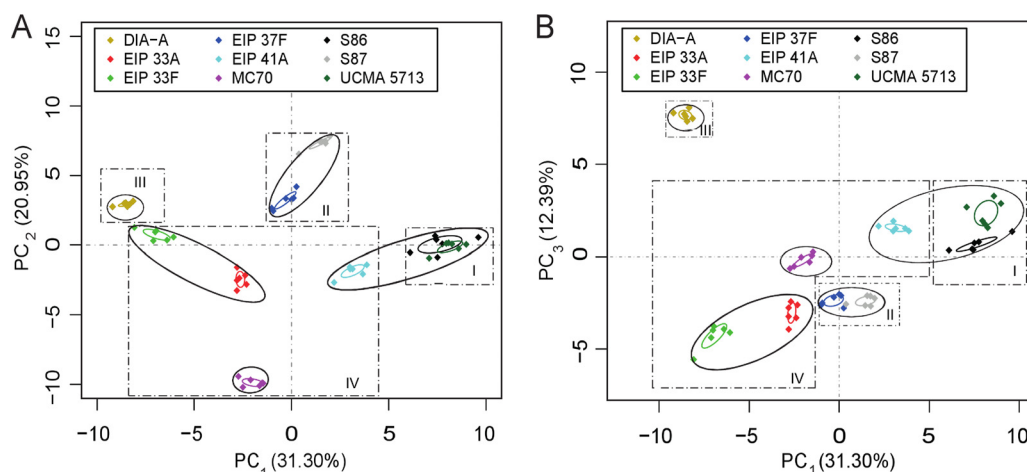 A
B
DIA−A EIP 37F S86
EIP 33A EIP 41A S87
EIP 33F MC70 UCMA 5713
PC2 (20.95%)
15
10
5
0
−5
−10
III
II
I
IV
−10 −5 0 5 10
PC1 (31.30%)
DIA−A EIP 37F S86
EIP 33A EIP 41A S87
EIP 33F MC70 UCMA 5713
PC3 (12.39%)
10
5
0
−5
III
I
II
IV
−10 −5 0 5 10
PC1 (31.30%)